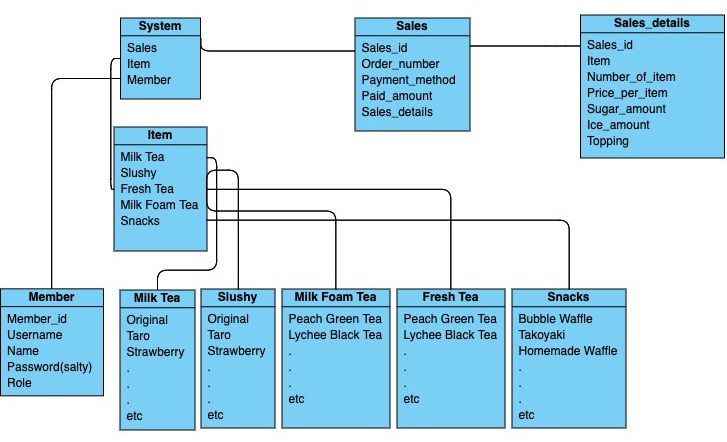 System
Sales
Item
Member
Sales
Sales_id
Order_number
Payment_method
Paid_amount
Sales_details
Sales_details
Sales_id
Item
Number_of_item
Price_per_item
Sugar_amount
Ice_amount
Topping
Item
Milk Tea
Slushy
Fresh Tea
Milk Foam Tea
Snacks
Member
Member_id
Username
Name
Password(salty)
Role
Milk Tea
Original
Taro
Strawberry
.
.
.
etc
Slushy
Original
Taro
Strawberry
.
.
.
etc
Milk Foam Tea
Peach Green Tea
Lychee Black Tea
.
.
.
etc
Fresh Tea
Peach Green Tea
Lychee Black Tea
.
.
.
etc
Snacks
Bubble Waffle
Takoyaki
Homemade Waffle
.
.
.
etc